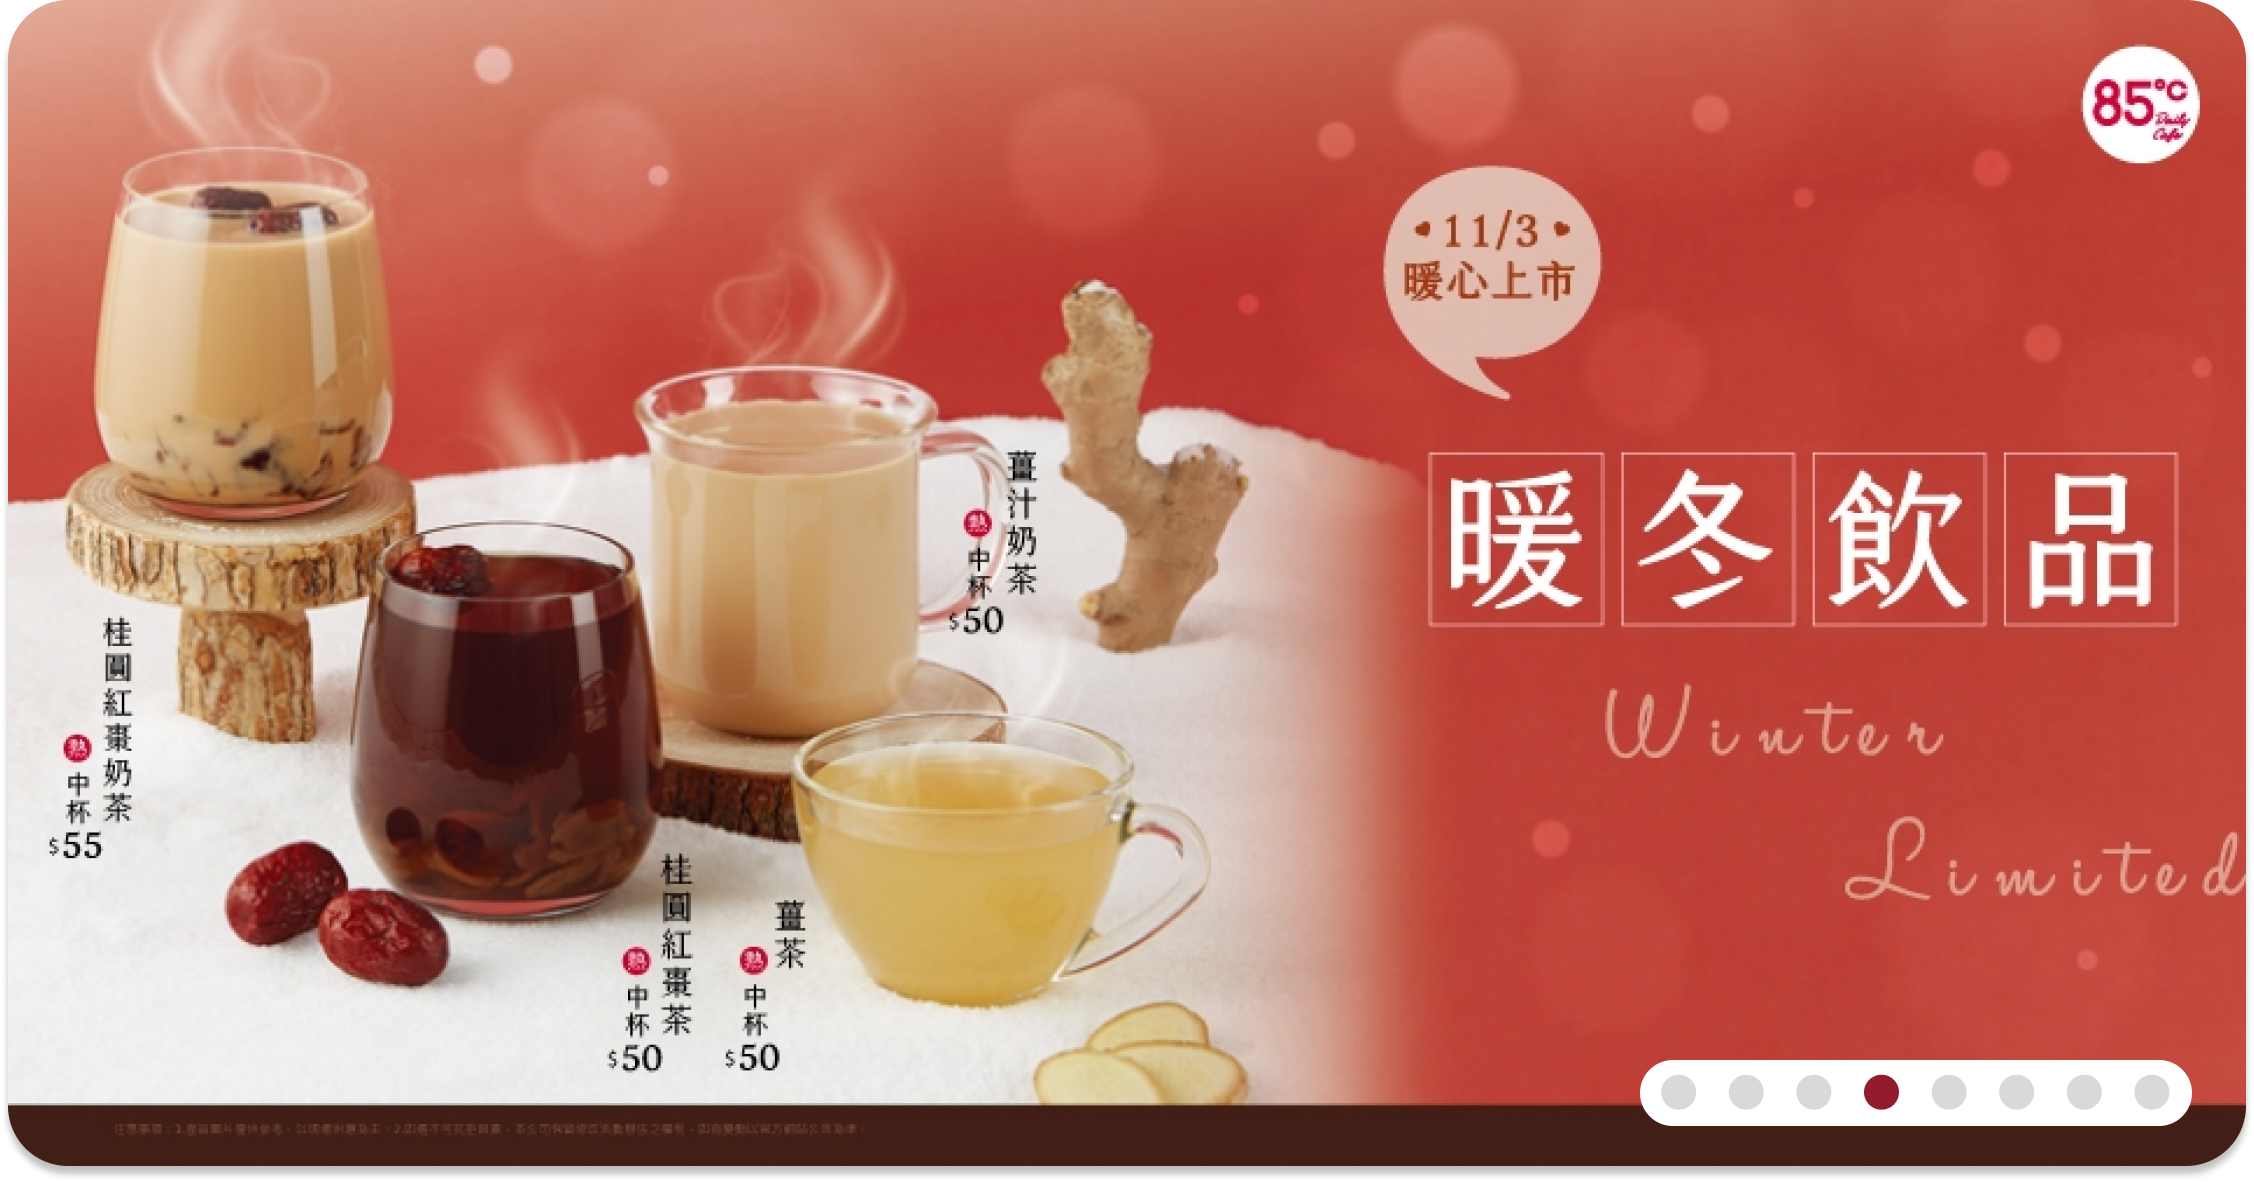 85℃
Daily
Cafe
11/3
暖心上市
暖冬飲品
Winter
Limited
桂圓紅棗奶茶
熱 中杯
$55
薑汁奶茶
熱 中杯
$50
桂圓紅棗茶
熱 中杯
$50
薑茶
熱 中杯
$50